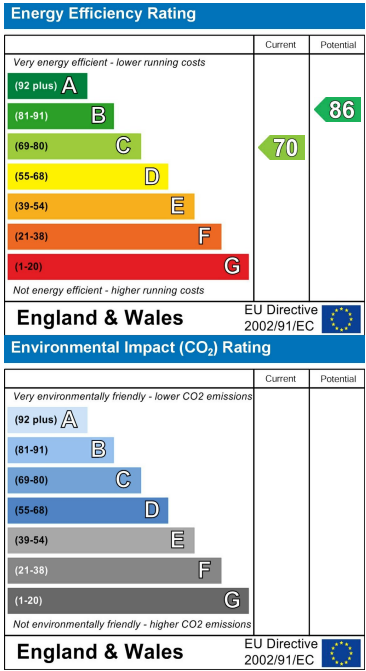 Energy Efficiency Rating
Current Potential
Very energy efficient - lower running costs
(92 plus) A
(81-91) B
86
(69-80) C
70
(55-68) D
(39-54) E
(21-38) F
(1-20) G
Not energy efficient - higher running costs
England & Wales
EU Directive
2002/91/EC
Environmental Impact (CO₂) Rating
Current Potential
Very environmentally friendly - lower CO2 emissions
(92 plus) A
(81-91) B
(69-80) C
(55-68) D
(39-54) E
(21-38) F
(1-20) G
Not environmentally friendly - higher CO2 emissions
England & Wales
EU Directive
2002/91/EC